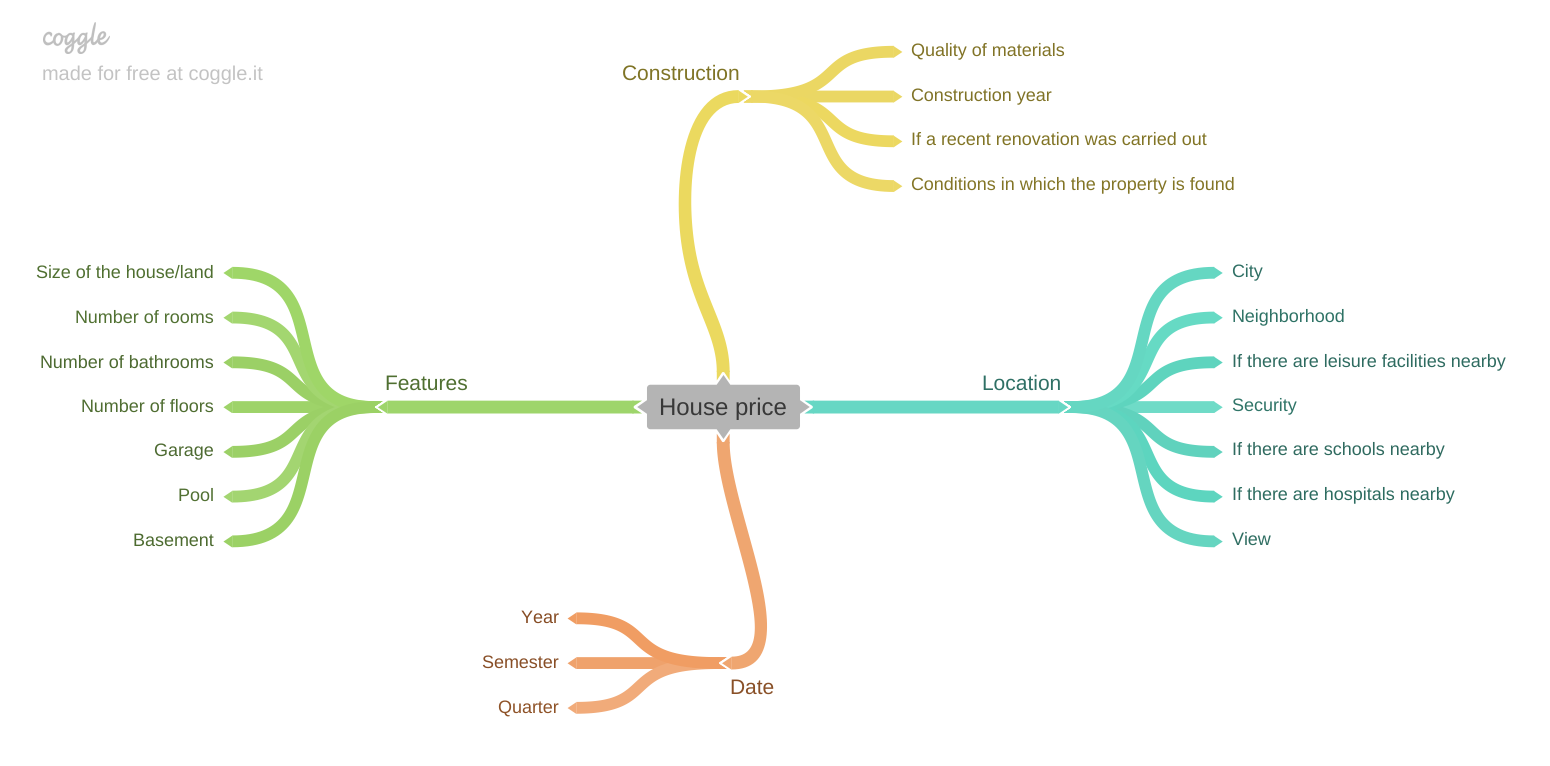 coggle
made for free at coggle.it
Construction
Quality of materials
Construction year
If a recent renovation was carried out
Conditions in which the property is found
Size of the house/land
Number of rooms
Number of bathrooms
Number of floors
Garage
Pool
Basement
Features
House price
Location
City
Neighborhood
If there are leisure facilities nearby
Security
If there are schools nearby
If there are hospitals nearby
View
Year
Semester
Quarter
Date